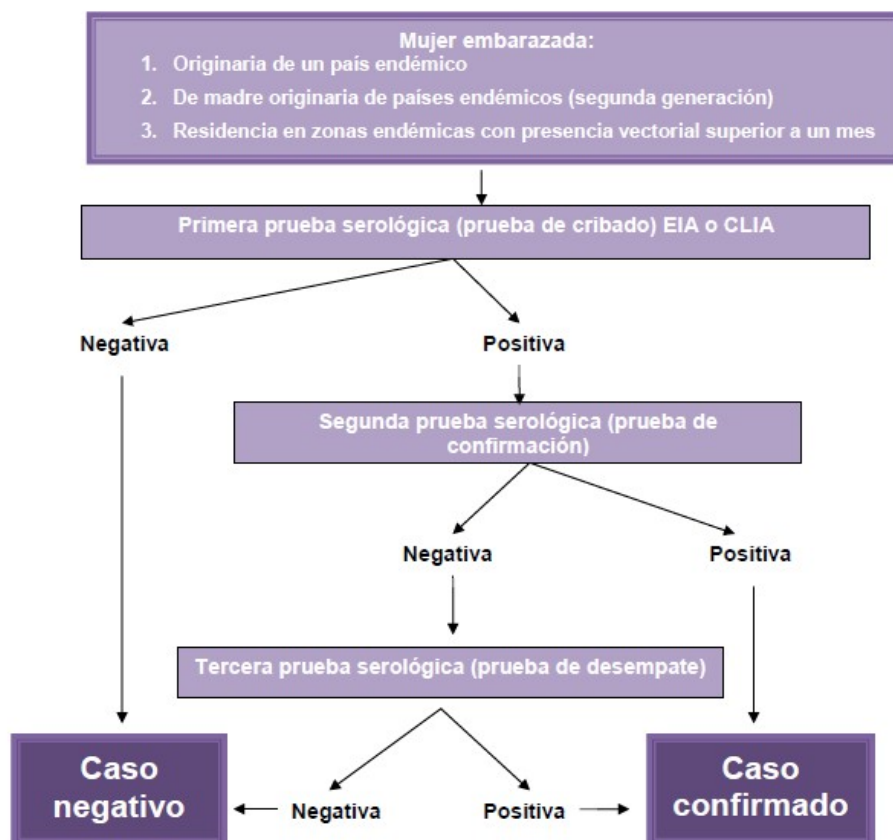 Mujer embarazada:
1. Originaria de un país endémico
2. De madre originaria de países endémicos (segunda generación)
3. Residencia en zonas endémicas con presencia vectorial superior a un mes
Primera prueba serológica (prueba de cribado) EIA o CLIA
Negativa
Positiva
Segunda prueba serológica (prueba de
confirmación)
Negativa
Positiva
Tercera prueba serológica (prueba de desempate)
Caso
negativo
Negativa
Positiva
Caso
confirmado